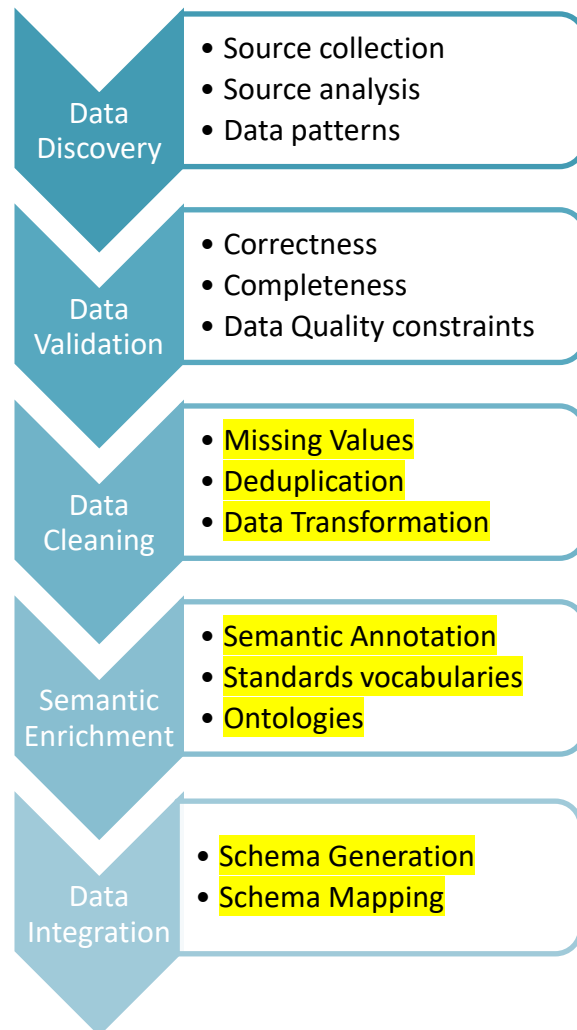 Data
Discovery
• Source collection
• Source analysis
• Data patterns
Data
Validation
• Correctness
• Completeness
• Data Quality constraints
Data
Cleaning
• Missing Values
• Deduplication
• Data Transformation
Semantic
Enrichment
• Semantic Annotation
• Standards vocabularies
• Ontologies
Data
Integration
• Schema Generation
• Schema Mapping